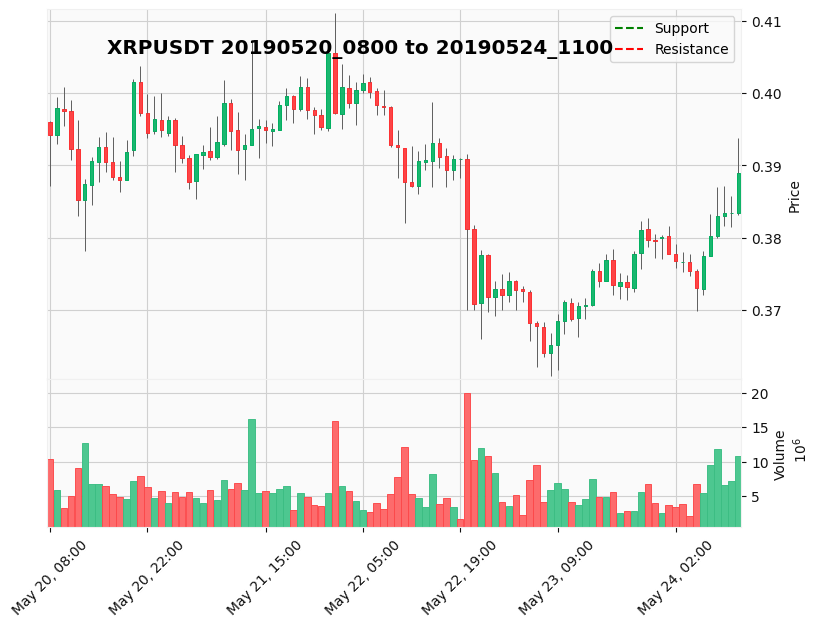 XRPUSDT 20190520_0800 to 20190524_1100
Support
Resistance
0.41
0.40
0.39
0.38
0.37
Price
20
15
10
5
Volume
10^6
May 20, 08:00
May 20, 22:00
May 21, 15:00
May 22, 05:00
May 22, 19:00
May 23, 09:00
May 24, 02:00